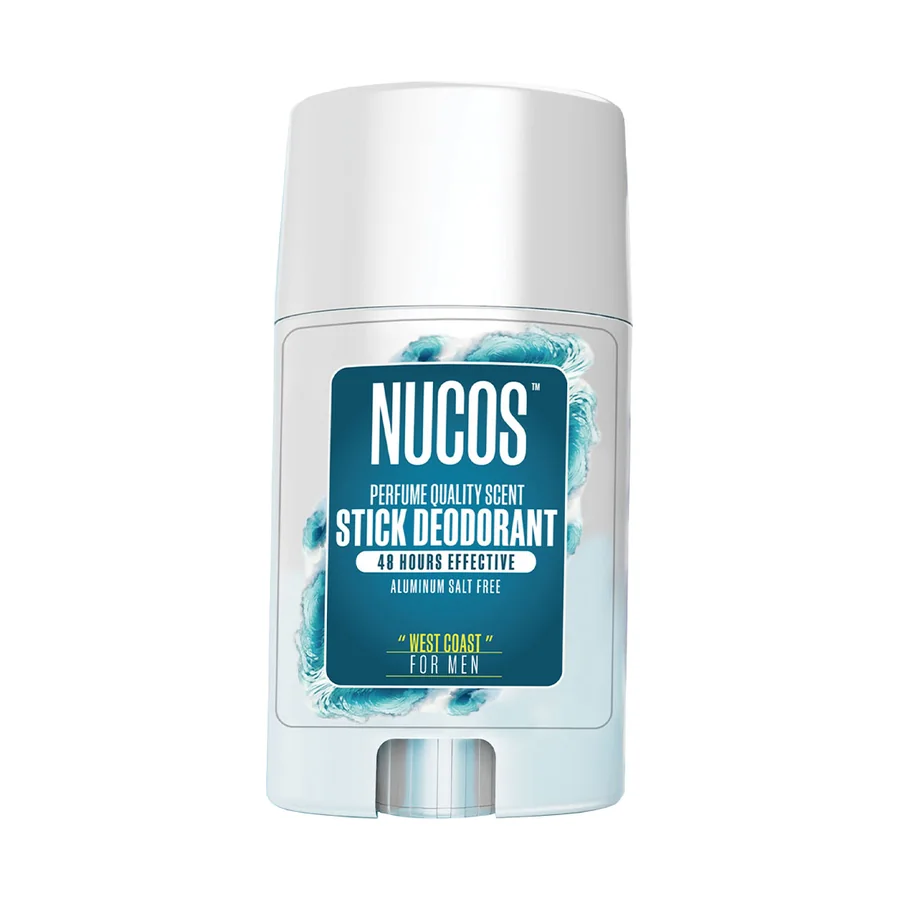 NUCOS™
PERFUME QUALITY SCENT
STICK DEODORANT
48 HOURS EFFECTIVE
ALUMINUM SALT FREE
"WEST COAST"
FOR MEN